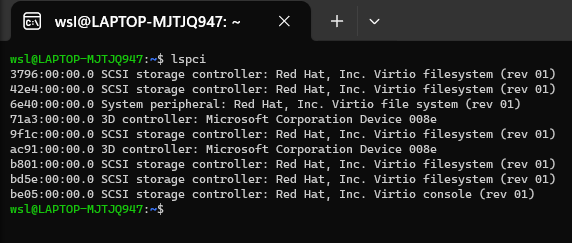 wsl@LAPTOP-MJTJQ947: ~
wsl@LAPTOP-MJTJQ947:~$ lspci
3796:00:00.0 SCSI storage controller: Red Hat, Inc. Virtio filesystem (rev 01)
42e4:00:00.0 SCSI storage controller: Red Hat, Inc. Virtio filesystem (rev 01)
6e40:00:00.0 System peripheral: Red Hat, Inc. Virtio file system (rev 01)
71a3:00:00.0 3D controller: Microsoft Corporation Device 008e
9f1c:00:00.0 SCSI storage controller: Red Hat, Inc. Virtio filesystem (rev 01)
ac91:00:00.0 3D controller: Microsoft Corporation Device 008e
b801:00:00.0 SCSI storage controller: Red Hat, Inc. Virtio filesystem (rev 01)
bd5e:00:00.0 SCSI storage controller: Red Hat, Inc. Virtio filesystem (rev 01)
be05:00:00.0 SCSI storage controller: Red Hat, Inc. Virtio console (rev 01)
wsl@LAPTOP-MJTJQ947:~$